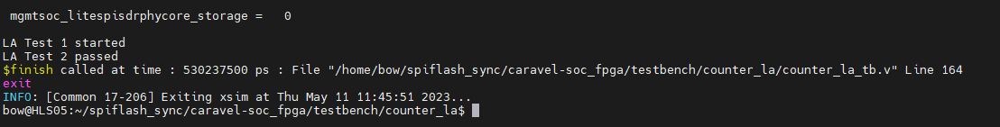 mgmtsoc_litespisdrphycore_storage =   0
LA Test 1 started
LA Test 2 passed
$finish called at time : 530237500 ps : File "/home/bow/spiflash_sync/caravel-soc_fpga/testbench/counter_la/counter_la_tb.v" Line 164
exit
INFO: [Common 17-206] Exiting xsim at Thu May 11 11:45:51 2023...
bow@HLS05:~/spiflash_sync/caravel-soc_fpga/testbench/counter_la$